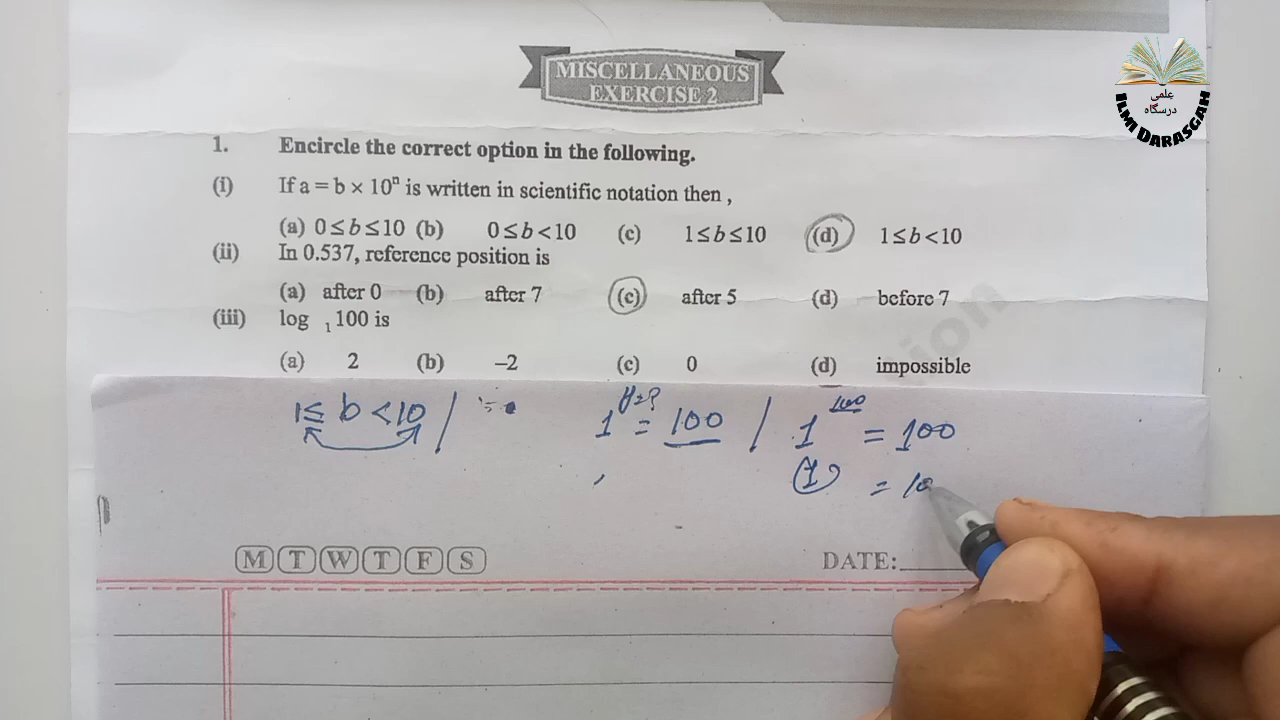 MISCELLANEOUS
EXERCISE 2
علمی
درسگاه
ILMI DARASGAH
1. Encircle the correct option in the following.
(i) If a = b × 10ⁿ is written in scientific notation then ,
(a) 0 ≤ b ≤ 10 (b) 0 ≤ b < 10 (c) 1 ≤ b ≤ 10 (d) 1 ≤ b < 10
(ii) In 0.537, reference position is
(a) after 0 (b) after 7 (c) after 5 (d) before 7
(iii) log ₁ 100 is
(a) 2 (b) –2 (c) 0 (d) impossible
1 ≤ b < 10 / 1 = 100 / 1¹⁰⁰ = 100
1 = 10
M T W T F S DATE: